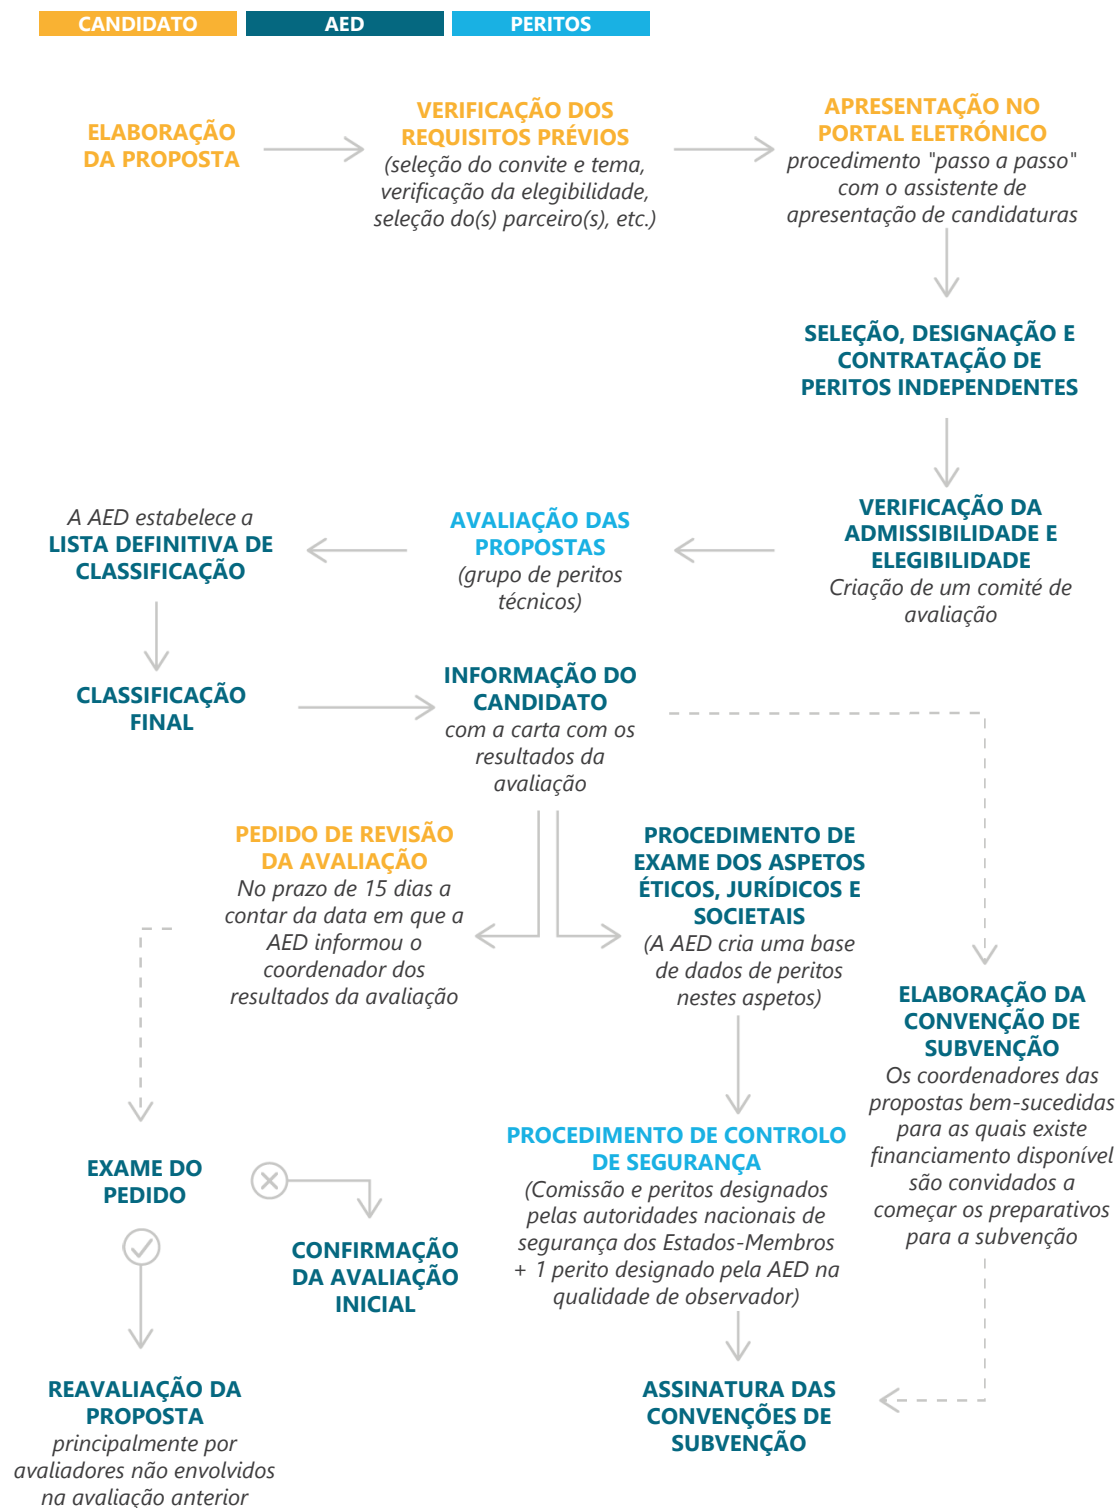 CANDIDATO
AED
PERITOS
ELABORAÇÃO
DA PROPOSTA
VERIFICAÇÃO DOS
REQUISITOS PRÉVIOS
(seleção do convite e tema,
verificação da elegibilidade,
seleção do(s) parceiro(s), etc.)
APRESENTAÇÃO NO
PORTAL ELETRÓNICO
procedimento "passo a passo"
com o assistente de
apresentação de candidaturas
SELEÇÃO, DESIGNAÇÃO E
CONTRATAÇÃO DE
PERITOS INDEPENDENTES
VERIFICAÇÃO DA
ADMISSIBILIDADE E
ELEGIBILIDADE
Criação de um comité de
avaliação
AVALIAÇÃO DAS
PROPOSTAS
(grupo de peritos
técnicos)
A AED estabelece a
LISTA DEFINITIVA DE
CLASSIFICAÇÃO
CLASSIFICAÇÃO
FINAL
INFORMAÇÃO DO
CANDIDATO
com a carta com os
resultados da
avaliação
PEDIDO DE REVISÃO
DA AVALIAÇÃO
No prazo de 15 dias a
contar da data em que a
AED informou o
coordenador dos
resultados da avaliação
PROCEDIMENTO DE
EXAME DOS ASPETOS
ÉTICOS, JURÍDICOS E
SOCIETAIS
(A AED cria uma base
de dados de peritos
nestes aspetos)
ELABORAÇÃO DA
CONVENÇÃO DE
SUBVENÇÃO
Os coordenadores das
propostas bem-sucedidas
para as quais existe
financiamento disponível
são convidados a
começar os preparativos
para a subvenção
PROCEDIMENTO DE CONTROLO
DE SEGURANÇA
(Comissão e peritos designados
pelas autoridades nacionais de
segurança dos Estados-Membros
+ 1 perito designado pela AED na
qualidade de observador)
EXAME DO
PEDIDO
CONFIRMAÇÃO
DA AVALIAÇÃO
INICIAL
REAVALIAÇÃO DA
PROPOSTA
principalmente por
avaliadores não envolvidos
na avaliação anterior
ASSINATURA DAS
CONVENÇÕES DE
SUBVENÇÃO